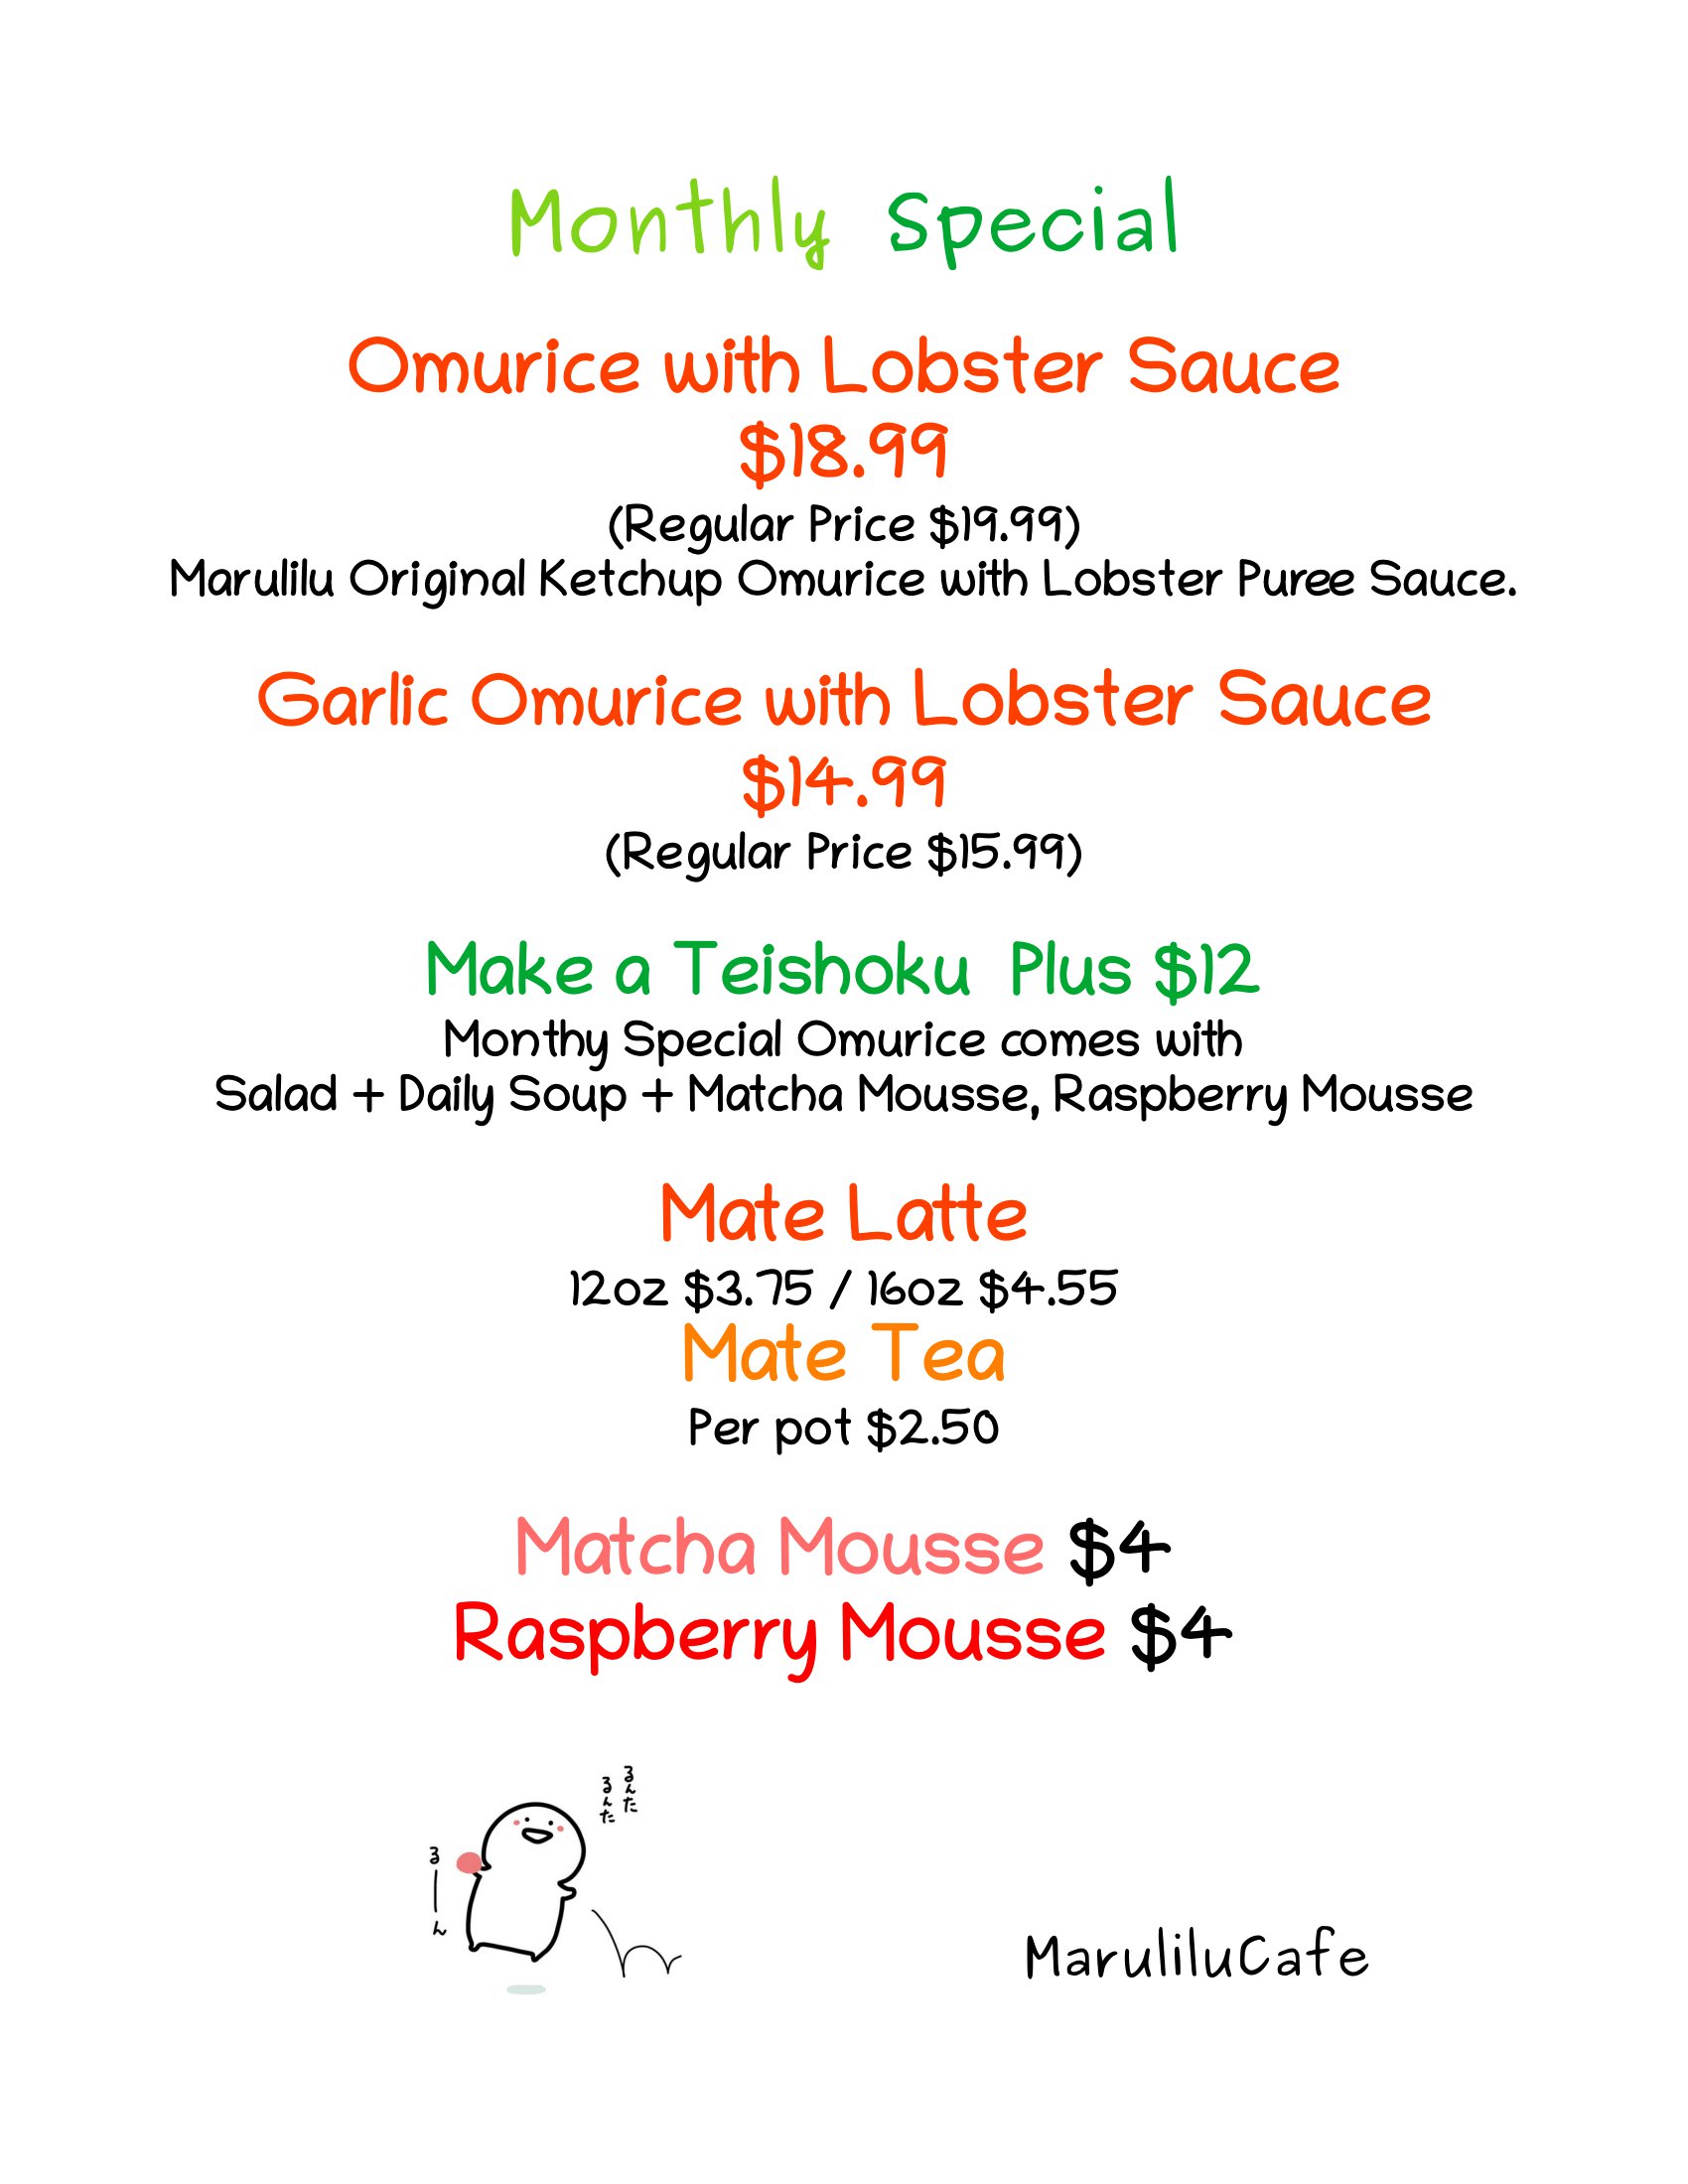 Monthly Special
Omurice with Lobster Sauce
$18.99
(Regular Price $19.99)
Marulilu Original Ketchup Omurice with Lobster Puree Sauce.
Garlic Omurice with Lobster Sauce
$14.99
(Regular Price $15.99)
Make a Teishoku Plus $12
Monthy Special Omurice comes with
Salad + Daily Soup + Matcha Mousse, Raspberry Mousse
Mate Latte
12oz $3.75 / 16oz $4.55
Mate Tea
Per pot $2.50
Matcha Mousse $4
Raspberry Mousse $4
るんた
るんた
るーん
MaruliluCafe